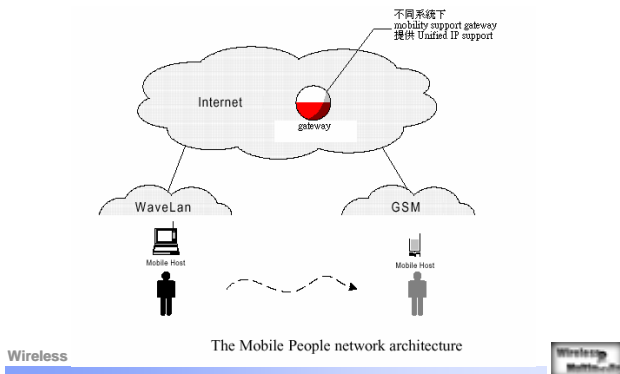 不同系統下
mobility support gateway
提供 Unified IP support
Internet
gateway
WaveLan
GSM
Mobile Host
Mobile Host
The Mobile People network architecture
Wireless
Wireless